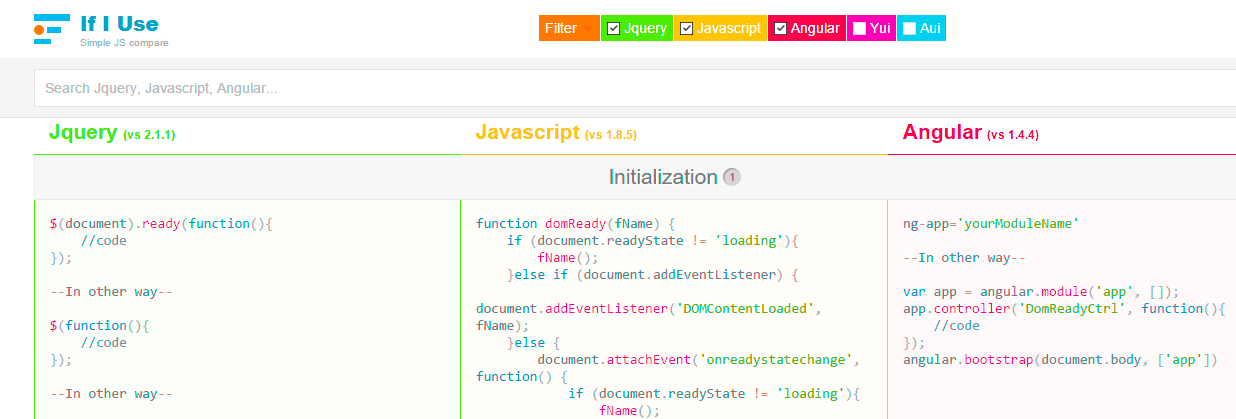 If I Use
Simple JS compare
Filter Jquery Javascript Angular Yui Aui
Search Jquery, Javascript, Angular...
Jquery (vs 2.1.1)
Javascript (vs 1.8.5)
Angular (vs 1.4.4)
Initialization 1
$(document).ready(function(){
//code
});
--In other way--
$(function(){
//code
});
--In other way--
function domReady(fName) {
if (document.readyState != 'loading'){
fName();
}else if (document.addEventListener) {
document.addEventListener('DOMContentLoaded',
fName);
}else {
document.attachEvent('onreadystatechange',
function() {
if (document.readyState != 'loading'){
fName();
ng-app='yourModuleName'
--In other way--
var app = angular.module('app', []);
app.controller('DomReadyCtrl', function(){
//code
});
angular.bootstrap(document.body, ['app'])